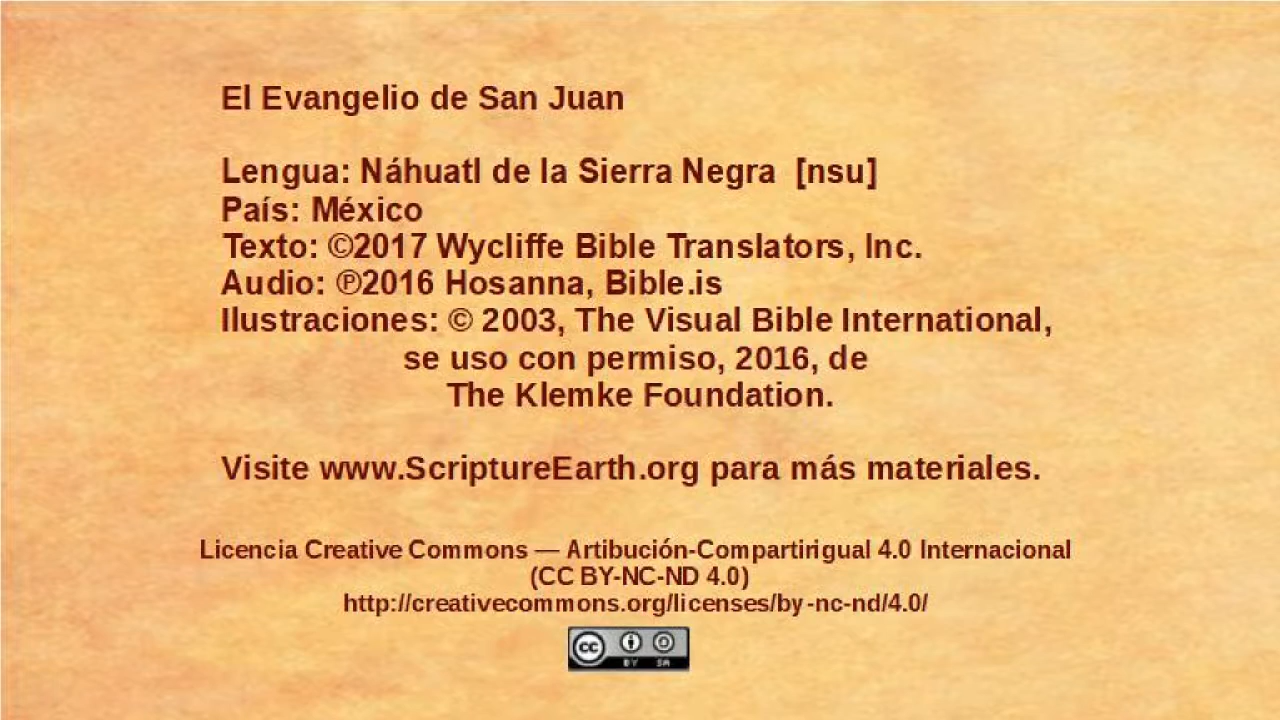 El Evangelio de San Juan
Lengua: Náhuatl de la Sierra Negra [nsu]
País: México
Texto: ©2017 Wycliffe Bible Translators, Inc.
Audio: ℗2016 Hosanna, Bible.is
Ilustraciones: © 2003, The Visual Bible International,
se uso con permiso, 2016, de
The Klemke Foundation.
Visite www.ScriptureEarth.org para más materiales.
Licencia Creative Commons — Artibución-Compartirigual 4.0 Internacional
(CC BY-NC-ND 4.0)
http://creativecommons.org/licenses/by-nc-nd/4.0/
cc BY SA